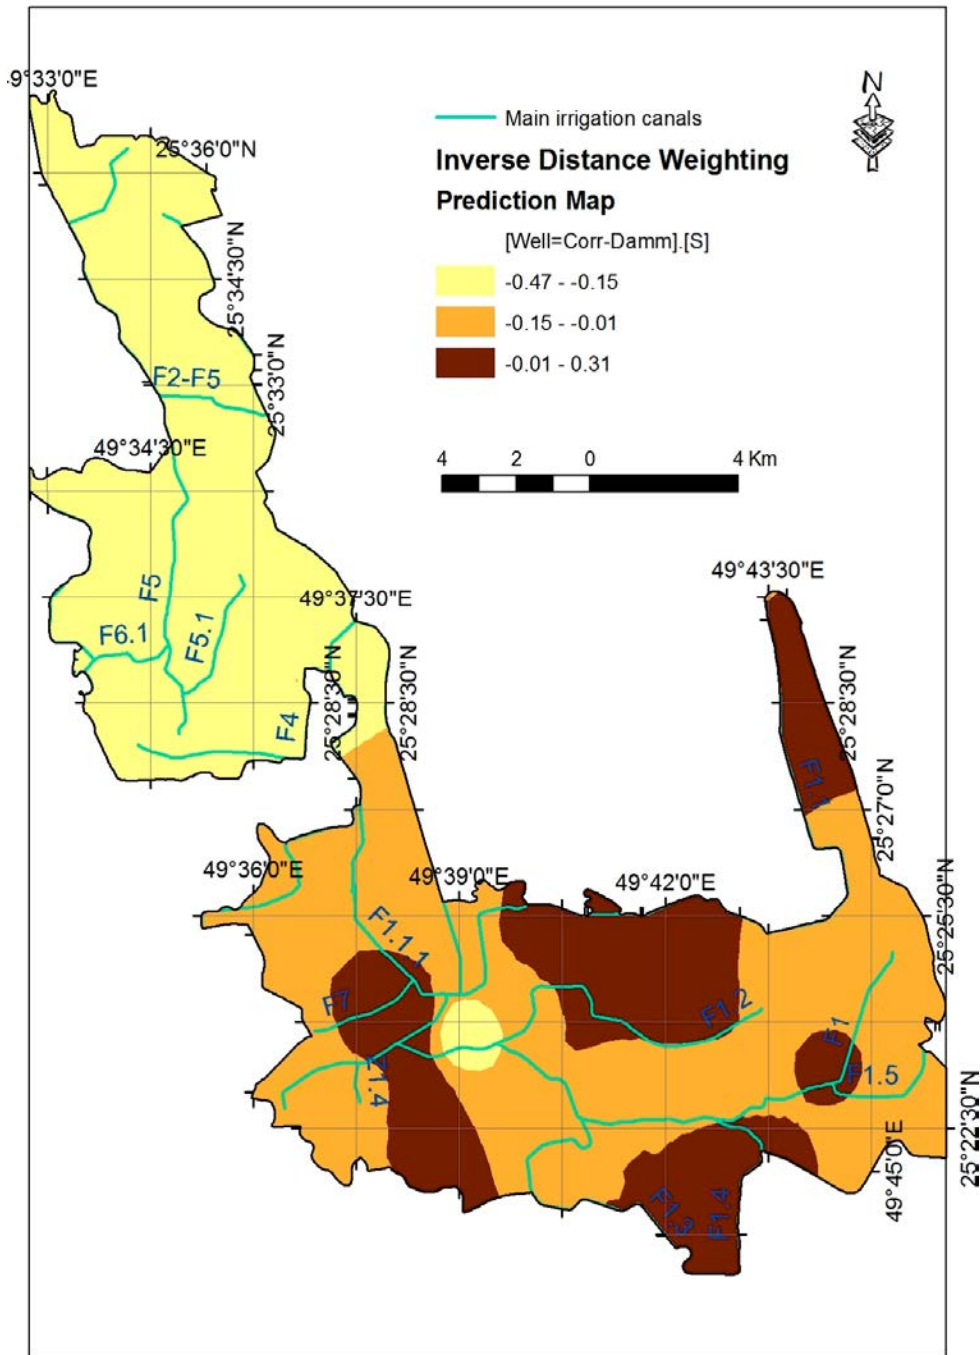 49°33'0"E
N
Main irrigation canals
25°36'0"N
Inverse Distance Weighting
Prediction Map
[Well=Corr-Damm].[S]
25°34'30"N
-0.47 - -0.15
-0.15 - -0.01
-0.01 - 0.31
F2-F5
25°33'0"N
49°34'30"E
4 2 0 4 Km
49°43'30"E
F5
49°37'30"E
F6.1
F5.1
F4
25°28'30"N
25°28'30"N
25°28'30"N
F1.1
25°27'0"N
49°36'0"E
49°39'0"E
49°42'0"E
25°25'30"N
F1.1.1
F7
F1.2
F1
F1.5
25°22'30"N
49°45'0"E
F1.3
F1.4